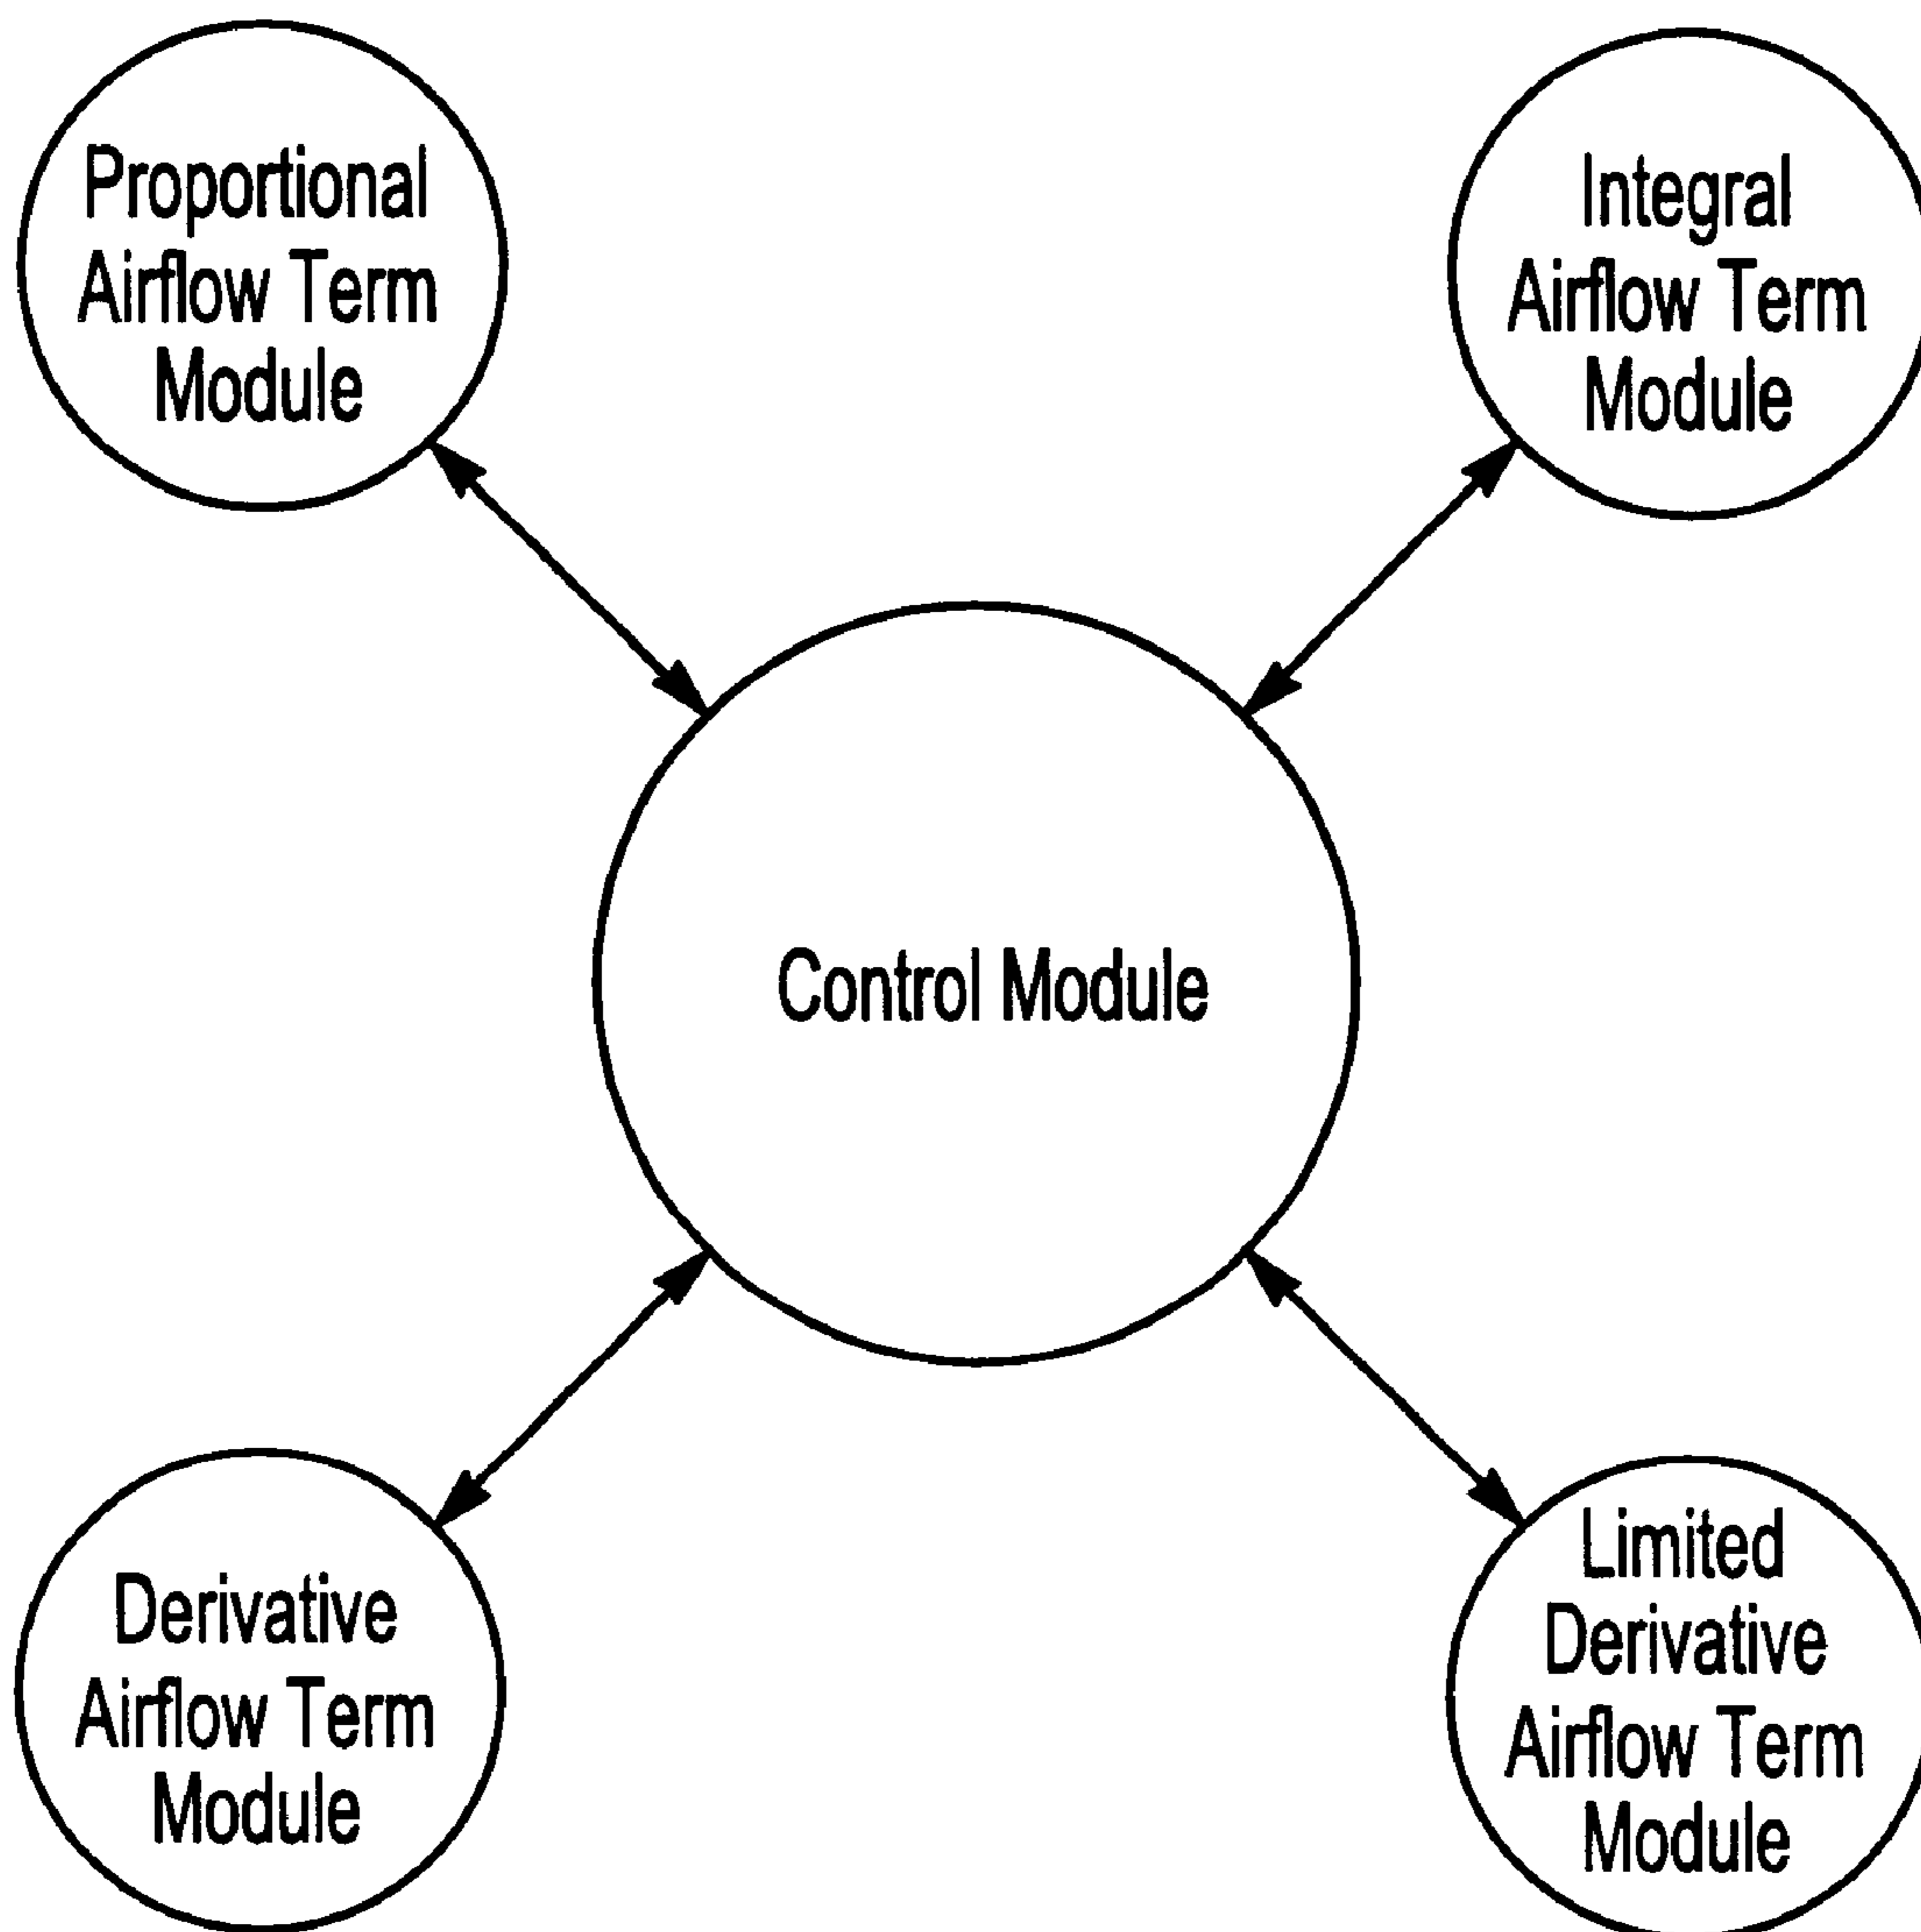 Proportional
Airflow Term
Module
Integral
Airflow Term
Module
Control Module
Derivative
Airflow Term
Module
Limited
Derivative
Airflow Term
Module